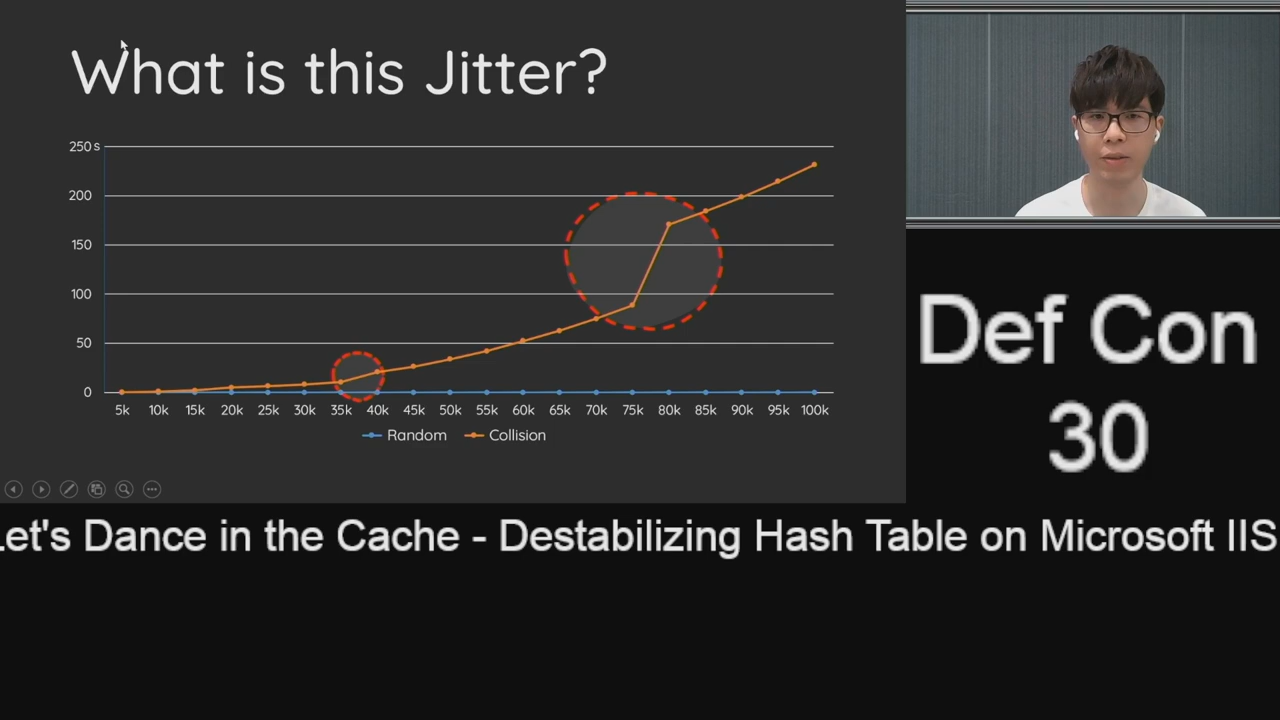 What is this Jitter?
250 s
200
150
100
50
0
5k 10k 15k 20k 25k 30k 35k 40k 45k 50k 55k 60k 65k 70k 75k 80k 85k 90k 95k 100k
Random Collision
Def Con
30
Let's Dance in the Cache - Destabilizing Hash Table on Microsoft IIS